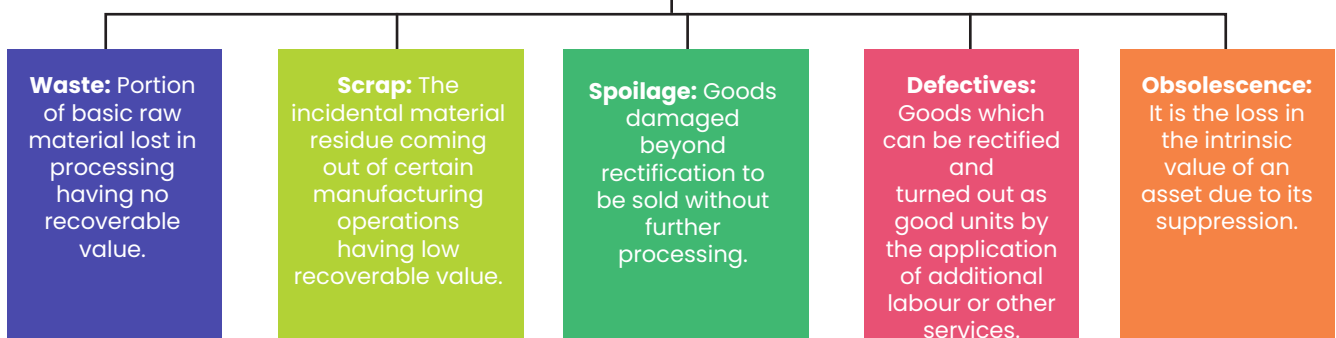 Waste: Portion
of basic raw
material lost in
processing
having no
recoverable
value.
Scrap: The
incidental material
residue coming
out of certain
manufacturing
operations
having low
recoverable value.
Spoilage: Goods
damaged
beyond
rectification to
be sold without
further
processing.
Defectives:
Goods which
can be rectified
and
turned out as
good units by
the application
of additional
labour or other
services.
Obsolescence:
It is the loss in
the intrinsic
value of an
asset due to its
suppression.